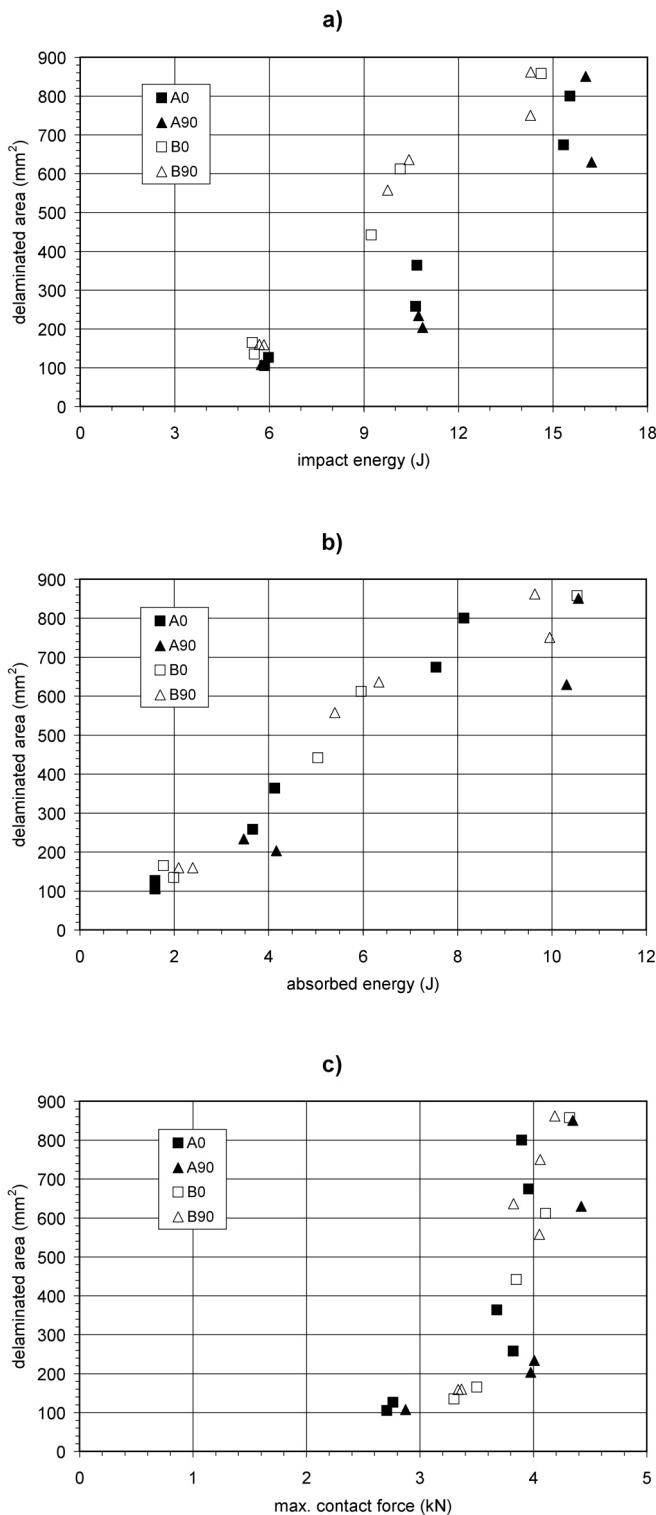 a)
900
800
700
600
500
400
300
200
100
0
delaminated area (mm²)
A0
A90
B0
B90
0 3 6 9 12 15 18
impact energy (J)
b)
900
800
700
600
500
400
300
200
100
0
delaminated area (mm²)
A0
A90
B0
B90
0 2 4 6 8 10 12
absorbed energy (J)
c)
900
800
700
600
500
400
300
200
100
0
delaminated area (mm²)
A0
A90
B0
B90
0 1 2 3 4 5
max. contact force (kN)